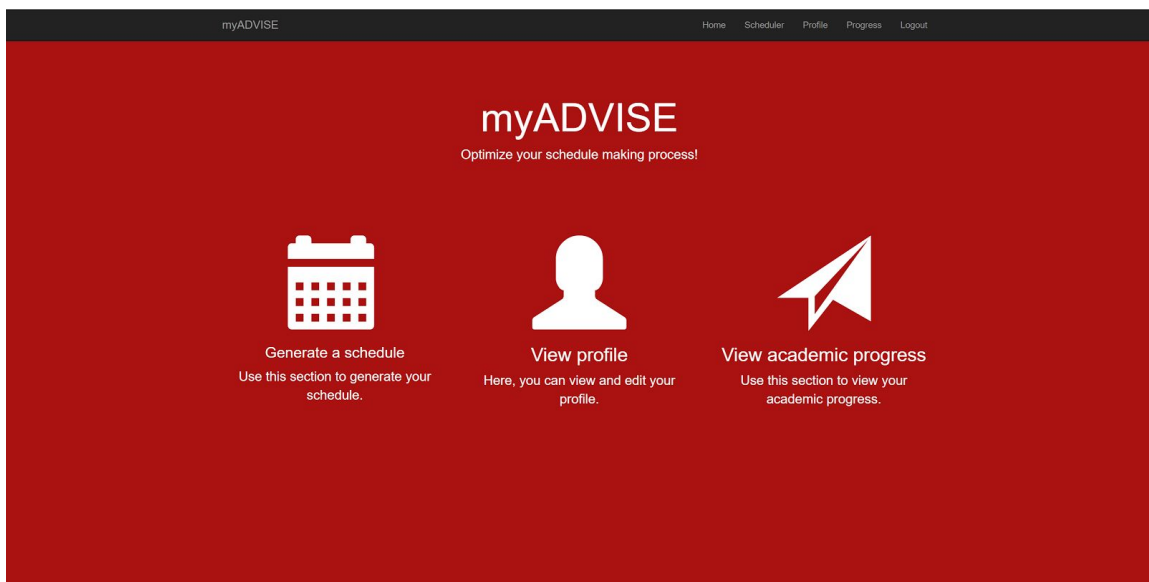 myADVISE
Home Scheduler Profile Progress Logout
myADVISE
Optimize your schedule making process!
Generate a schedule
Use this section to generate your
schedule.
View profile
Here, you can view and edit your
profile.
View academic progress
Use this section to view your
academic progress.